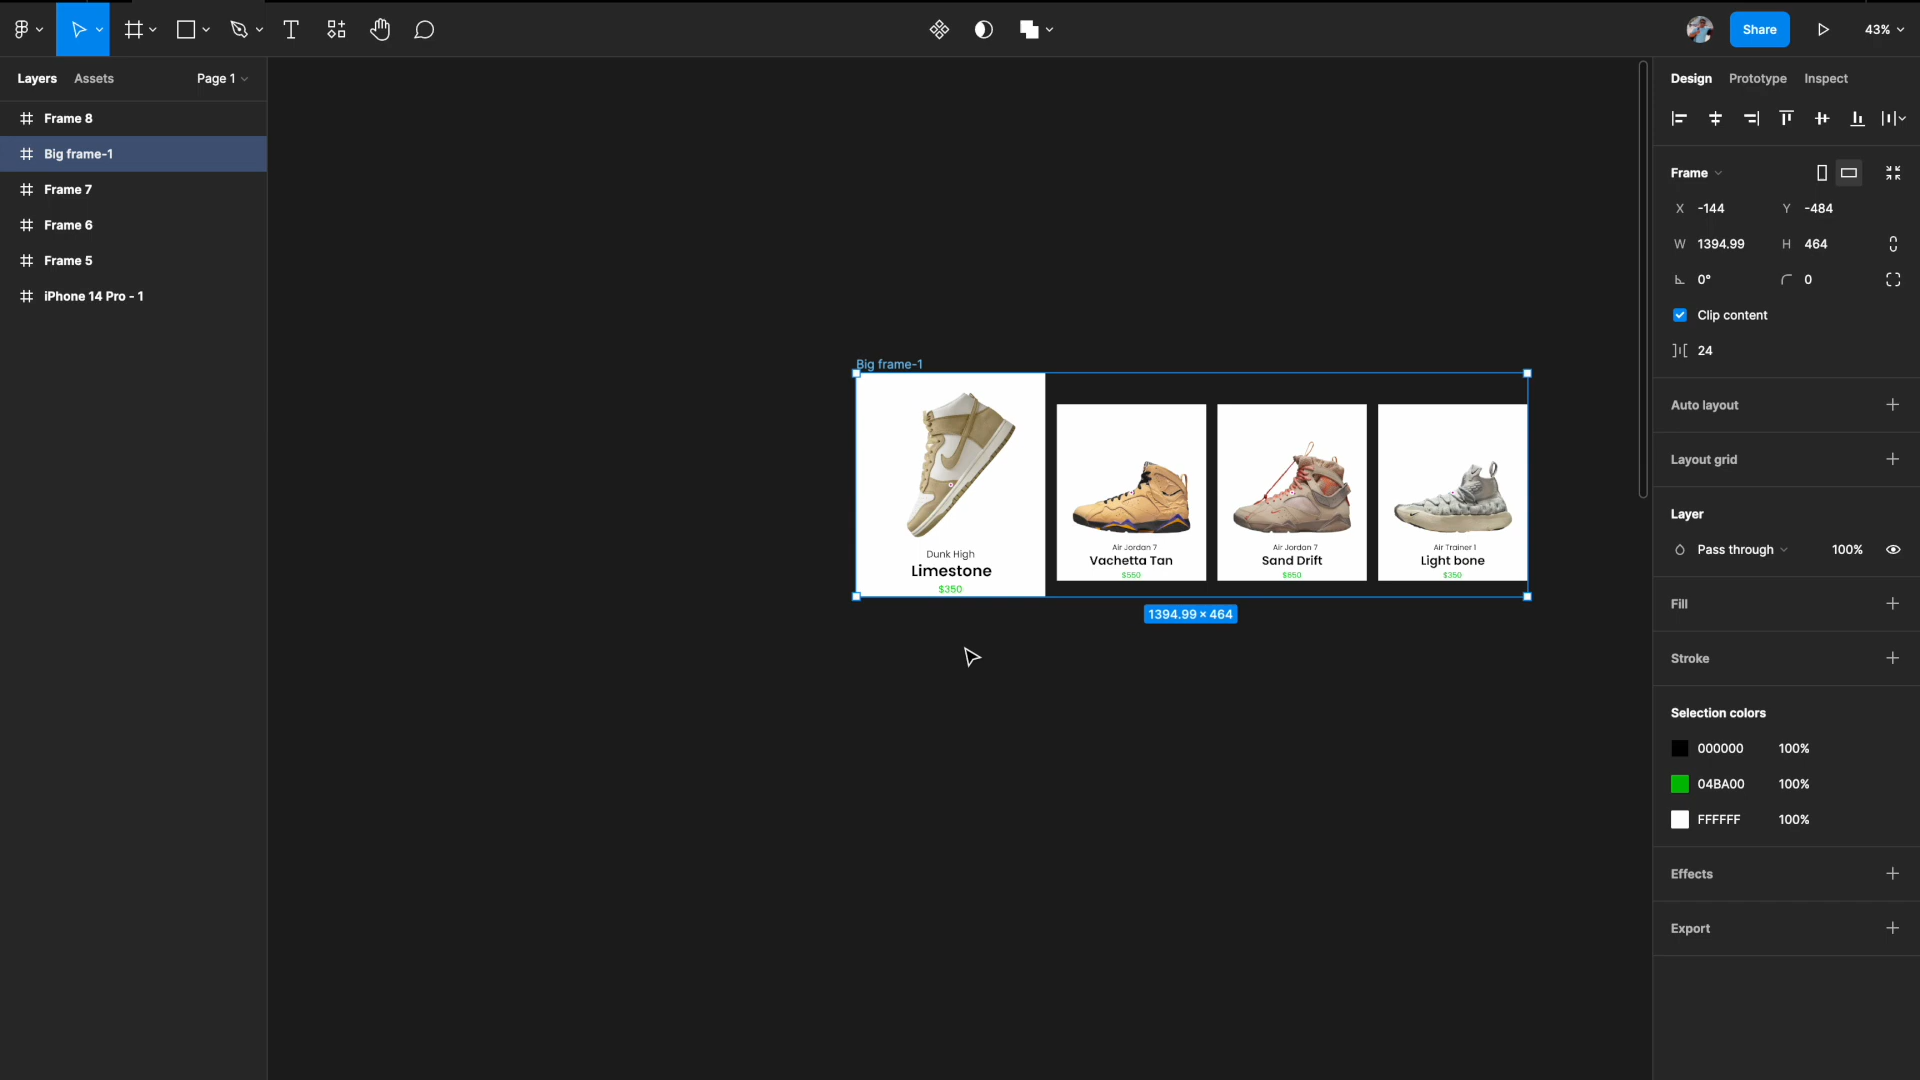 Share
43%
Layers
Assets
Page 1
Frame 8
Big frame-1
Frame 7
Frame 6
Frame 5
iPhone 14 Pro - 1
Big frame-1
Dunk High
Limestone
$350
Air Jordan 7
Vachetta Tan
$550
Air Jordan 7
Sand Drift
$650
Air Trainer 1
Light bone
$350
1394.99 × 464
Design
Prototype
Inspect
Frame
X -144
Y -484
W 1394.99
H 464
0°
0
Clip content
24
Auto layout
Layout grid
Layer
Pass through
100%
Fill
Stroke
Selection colors
000000 100%
04BA00 100%
FFFFFF 100%
Effects
Export